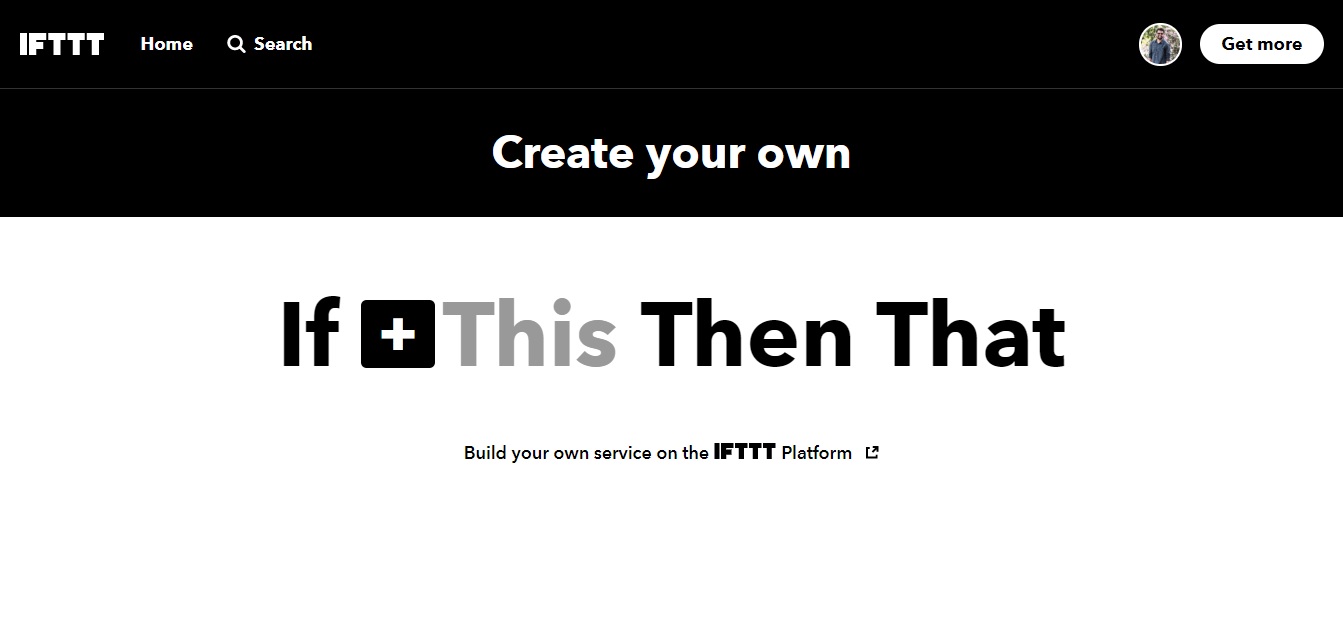 IFTTT Home Search Get more
Create your own
If + This Then That
Build your own service on the IFTTT Platform